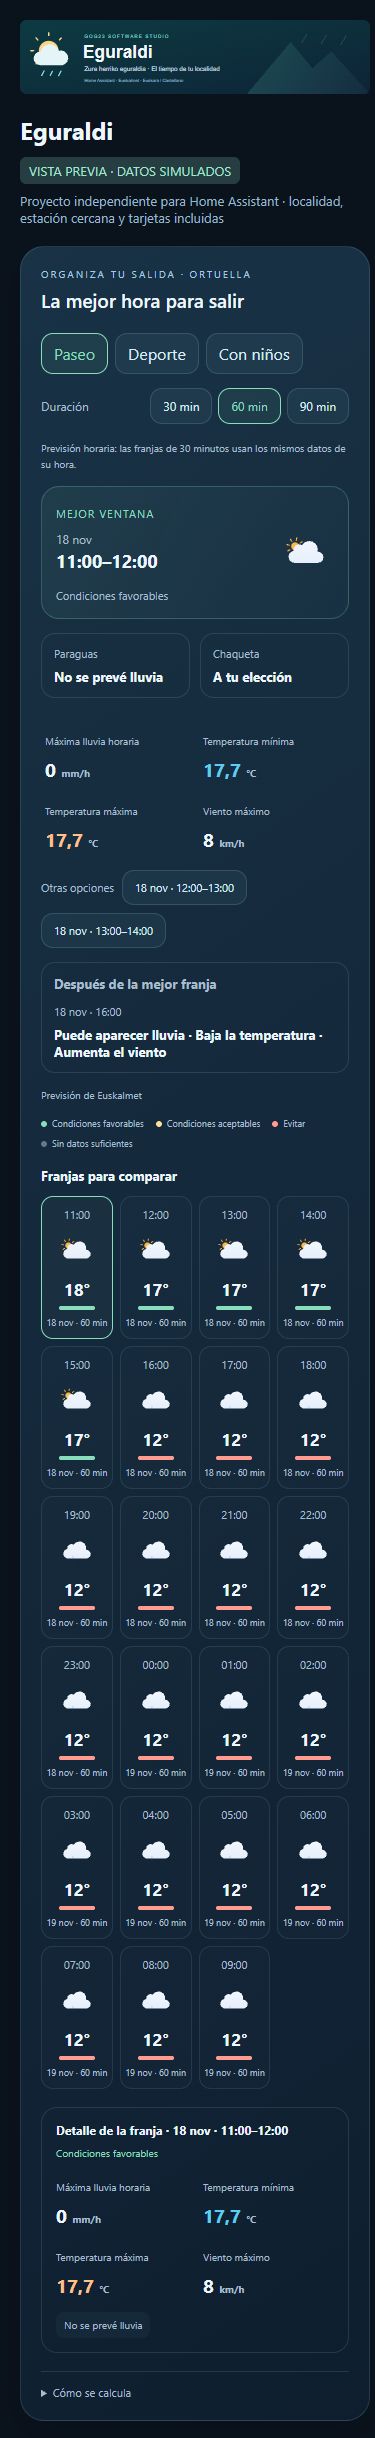 GOG23 SOFTWARE STUDIO
Eguraldi
Zure herriko eguraldia · El tiempo de tu localidad
Home Assistant · Euskalmet · Euskara / Castellano
Eguraldi
VISTA PREVIA · DATOS SIMULADOS
Proyecto independiente para Home Assistant · localidad,
estación cercana y tarjetas incluidas
ORGANIZA TU SALIDA · ORTUELLA
La mejor hora para salir
Paseo Deporte Con niños
Duración 30 min 60 min 90 min
Previsión horaria: las franjas de 30 minutos usan los mismos datos de
su hora.
MEJOR VENTANA
18 nov
11:00–12:00
Condiciones favorables
Paraguas Chaqueta
No se prevé lluvia A tu elección
Máxima lluvia horaria Temperatura mínima
0 mm/h 17,7 °C
Temperatura máxima Viento máximo
17,7 °C 8 km/h
Otras opciones 18 nov · 12:00–13:00
18 nov · 13:00–14:00
Después de la mejor franja
18 nov · 16:00
Puede aparecer lluvia · Baja la temperatura ·
Aumenta el viento
Previsión de Euskalmet
Condiciones favorables Condiciones aceptables Evitar
Sin datos suficientes
Franjas para comparar
11:00 12:00 13:00 14:00
18° 17° 17° 17°
18 nov · 60 min 18 nov · 60 min 18 nov · 60 min 18 nov · 60 min
15:00 16:00 17:00 18:00
17° 12° 12° 12°
18 nov · 60 min 18 nov · 60 min 18 nov · 60 min 18 nov · 60 min
19:00 20:00 21:00 22:00
12° 12° 12° 12°
18 nov · 60 min 18 nov · 60 min 18 nov · 60 min 18 nov · 60 min
23:00 00:00 01:00 02:00
12° 12° 12° 12°
18 nov · 60 min 19 nov · 60 min 19 nov · 60 min 19 nov · 60 min
03:00 04:00 05:00 06:00
12° 12° 12° 12°
19 nov · 60 min 19 nov · 60 min 19 nov · 60 min 19 nov · 60 min
07:00 08:00 09:00
12° 12° 12°
19 nov · 60 min 19 nov · 60 min 19 nov · 60 min
Detalle de la franja · 18 nov · 11:00–12:00
Condiciones favorables
Máxima lluvia horaria Temperatura mínima
0 mm/h 17,7 °C
Temperatura máxima Viento máximo
17,7 °C 8 km/h
No se prevé lluvia
Cómo se calcula